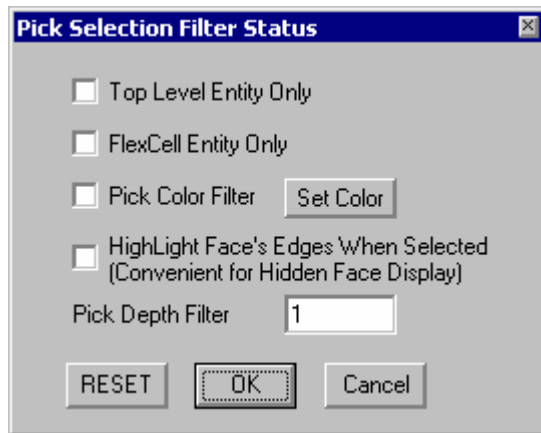 Pick Selection Filter Status
Top Level Entity Only
FlexCell Entity Only
Pick Color Filter Set Color
HighLight Face's Edges When Selected
(Convenient for Hidden Face Display)
Pick Depth Filter 1
RESET OK Cancel